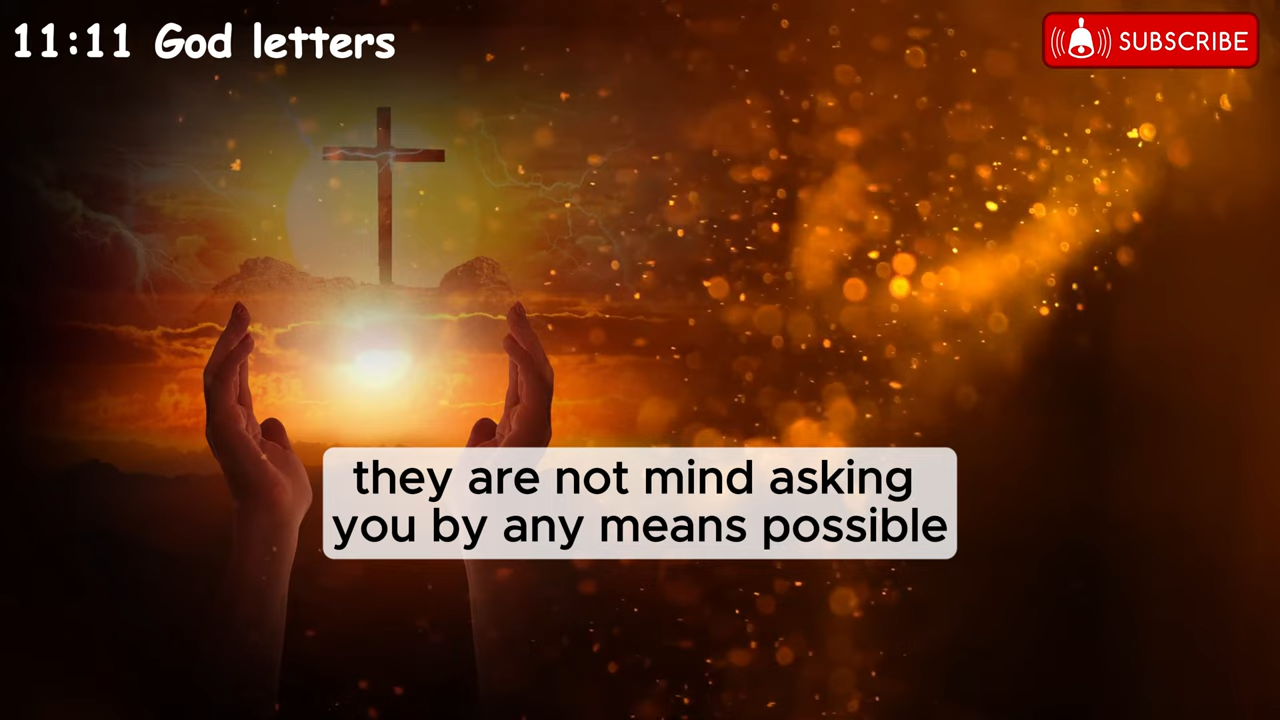 11:11 God letters
SUBSCRIBE
they are not mind asking
you by any means possible